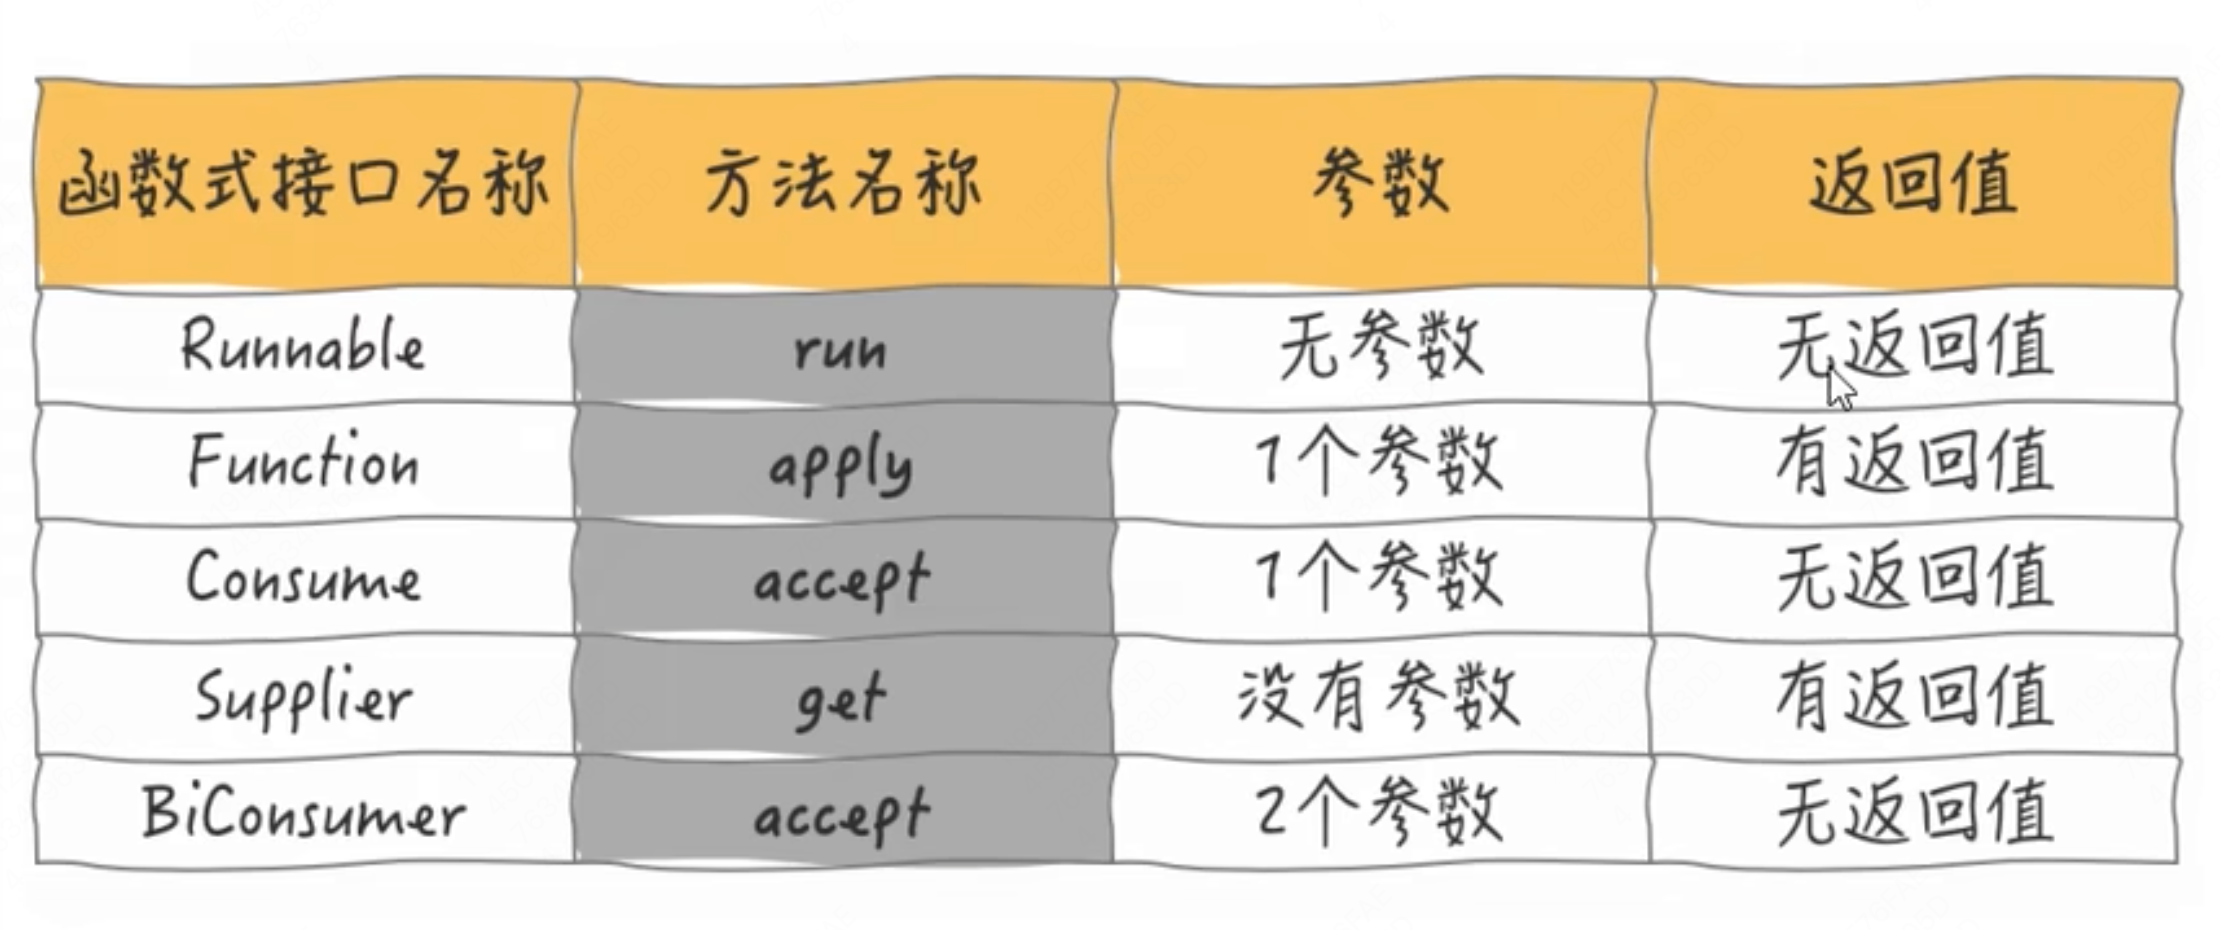 函数式接口名称 方法名称 参数 返回值
Runnable run 无参数 无返回值
Function apply 1个参数 有返回值
Consume accept 1个参数 无返回值
Supplier get 没有参数 有返回值
BiConsumer accept 2个参数 无返回值